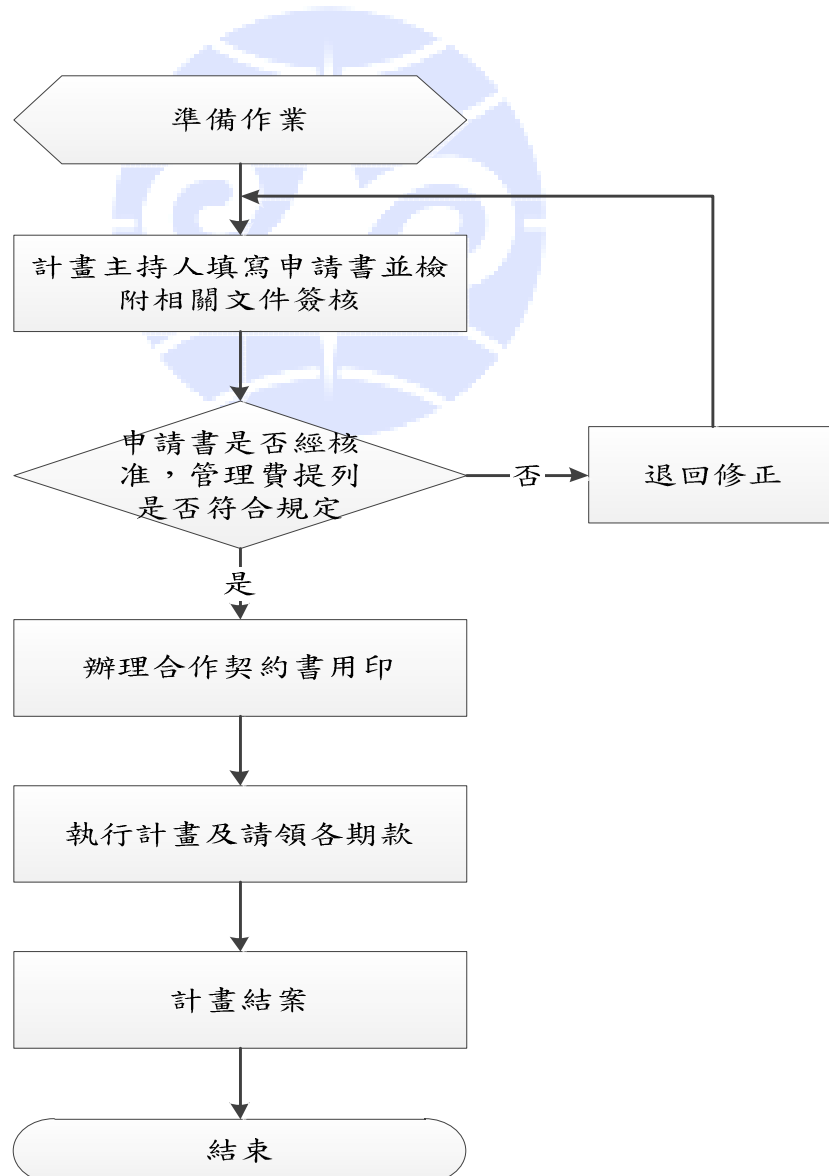 準備作業
計畫主持人填寫申請書並檢
附相關文件簽核
申請書是否經核
准，管理費提列
是否符合規定
否
退回修正
是
辦理合作契約書用印
執行計畫及請領各期款
計畫結案
結束